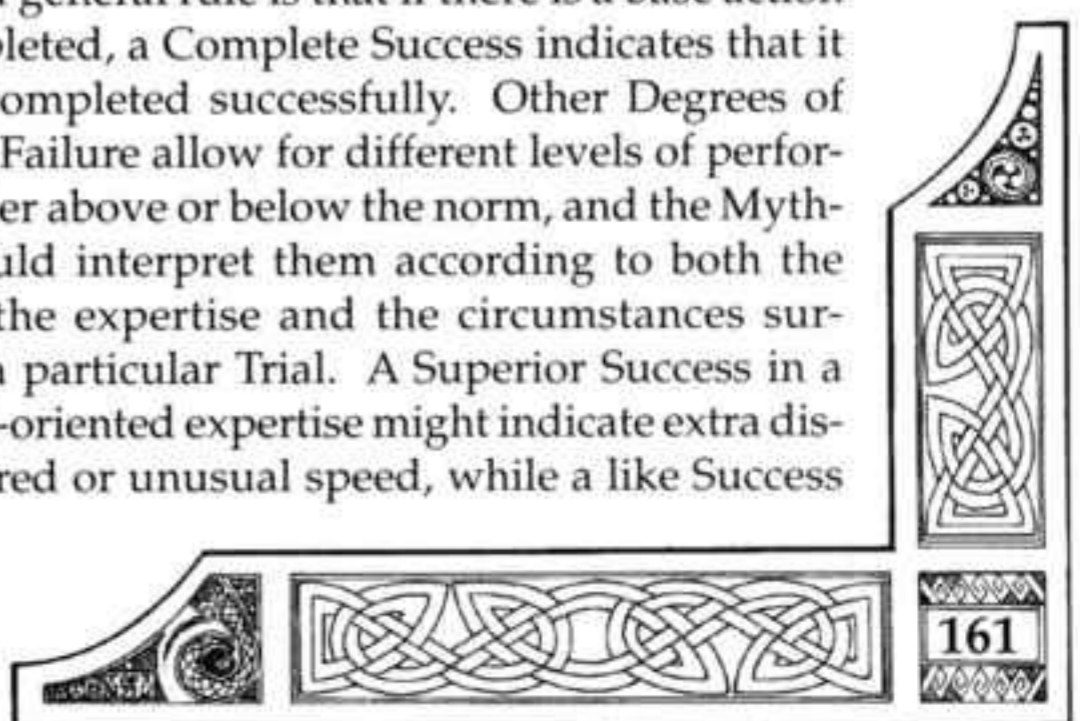 general rule is that if there is a base action
pleted, a Complete Success indicates that it
ompleted successfully. Other Degrees of
Failure allow for different levels of perfor-
er above or below the norm, and the Myth-
uld interpret them according to both the
the expertise and the circumstances sur-
particular Trial. A Superior Success in a
-oriented expertise might indicate extra dis-
red or unusual speed, while a like Success
161